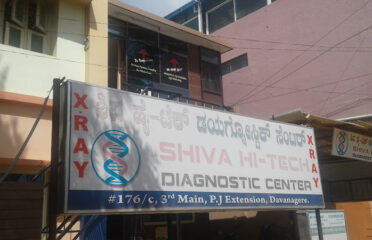 ಶಿವ ಹೈ-ಟೆಕ್ ಡಯಗ್ನೋಸ್ಟಿಕ್ ಸೆಂಟರ್
XRAY
SHIVA HI-TECH
XRAY
DIAGNOSTIC CENTER
#176/c, 3rd Main, P.J Extension, Davanagere.